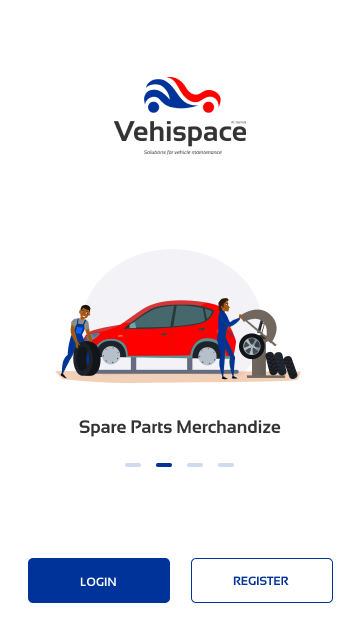 Vehispace
Solutions for vehicle maintenance
Spare Parts Merchandize
LOGIN
REGISTER